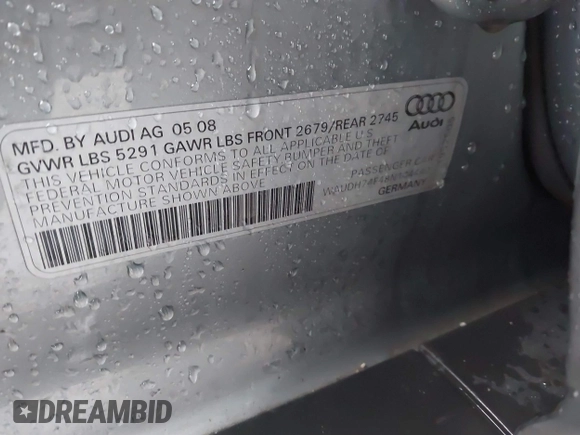 MFD. BY AUDI AG 05 08
GVWR LBS 5291 GAWR LBS FRONT 2679/REAR 2745
THIS VEHICLE CONFORMS TO ALL APPLICABLE U.S
FEDERAL MOTOR VEHICLE SAFETY BUMPER AND THEFT
PREVENTION STANDARDS IN EFFECT ON THE DATE OF
MANUFACTURE SHOWN ABOVE
Audi
PASSENGER CAR
GERMANY
DREAMBID